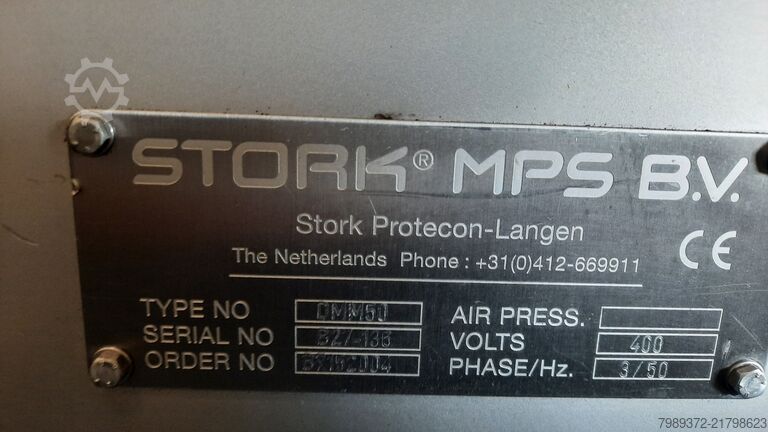 STORK® MPS B.V.
Stork Protecon-Langen
The Netherlands Phone : +31(0)412-669911
CE
TYPE NO
AIR PRESS.
SERIAL NO
VOLTS 400
ORDER NO
PHASE/Hz. 3/50
7989372-21798623